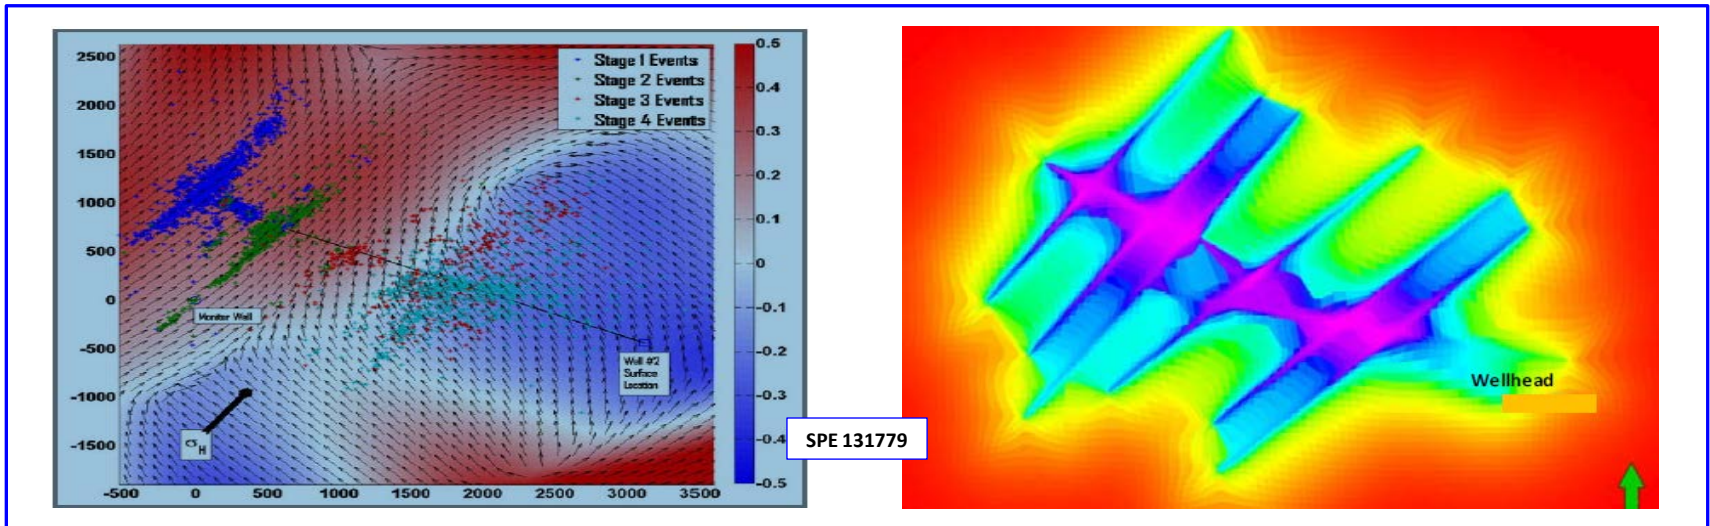 2500
2000
1500
1000
500
0
-500
-1000
-1500
-500
0
500
1000
1500
2000
2500
3000
3500
Stage 1 Events
Stage 2 Events
Stage 3 Events
Stage 4 Events
0.5
0.4
0.3
0.2
0.1
0
-0.1
-0.2
-0.3
-0.4
-0.5
Monitor Well
Well #2
Surface
Location
H
SPE 131779
Wellhead